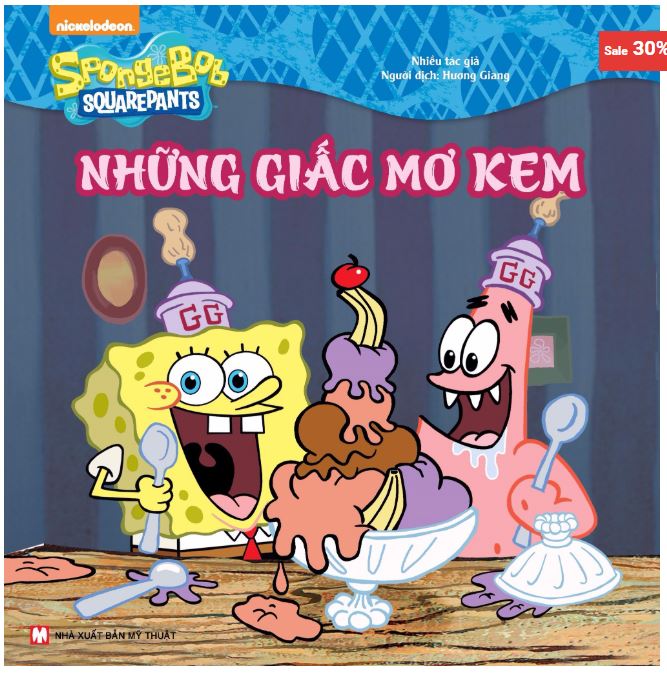 nickelodeon
SPONGEBOB
SQUAREPANTS
Sale 30%
Nhiều tác giả
Người dịch: Hương Giang
NHỮNG GIẤC MƠ KEM
GG
GG
NHÀ XUẤT BẢN MỸ THUẬT